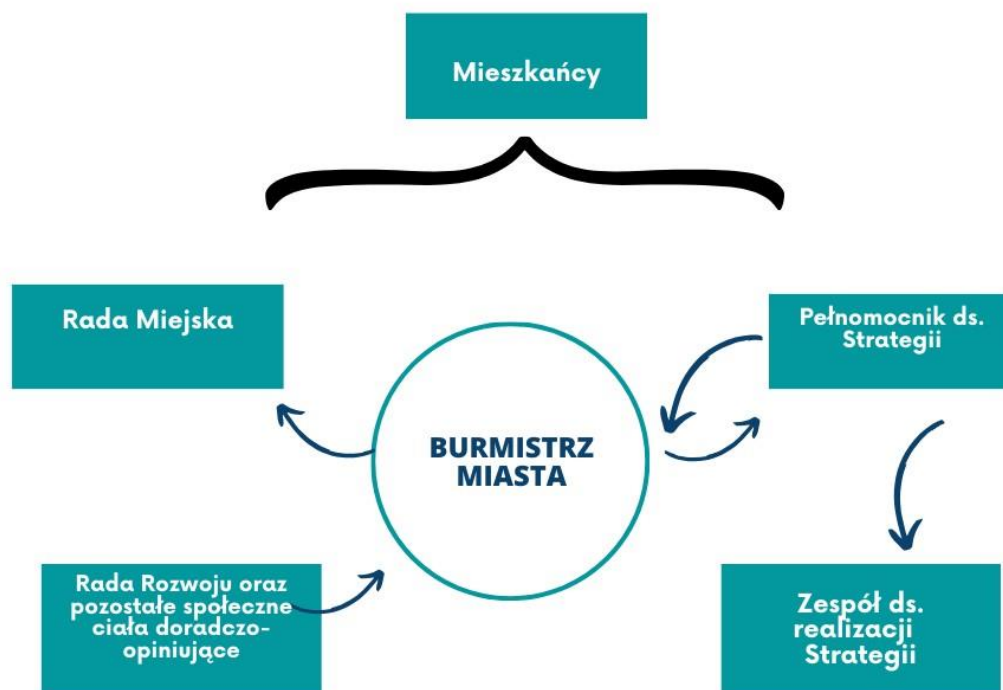 Mieszkańcy
Rada Miejska
Pełnomocnik ds.
Strategii
BURMISTRZ
MIASTA
Rada Rozwoju oraz
pozostałe społeczne
ciała doradczo-
opiniujące
Zespół ds.
realizacji
Strategii